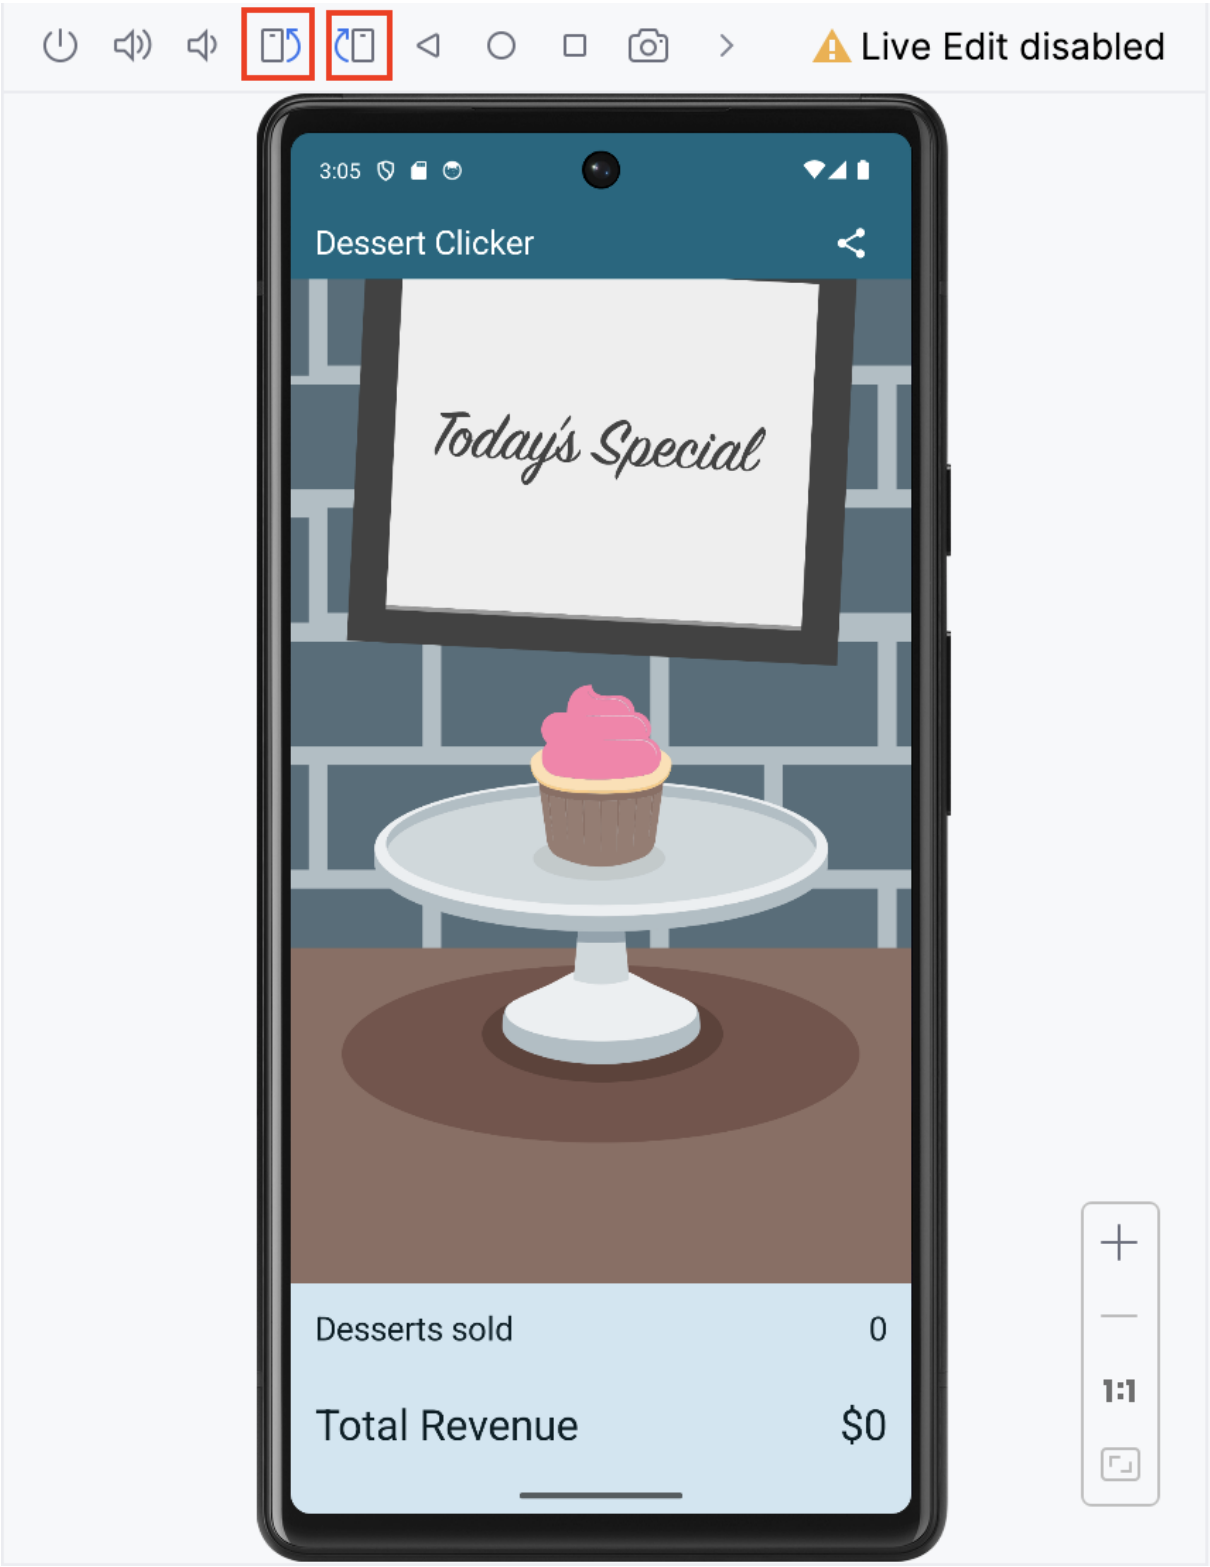 Live Edit disabled
3:05
Dessert Clicker
Today's Special
Desserts sold 0
Total Revenue $0
1:1